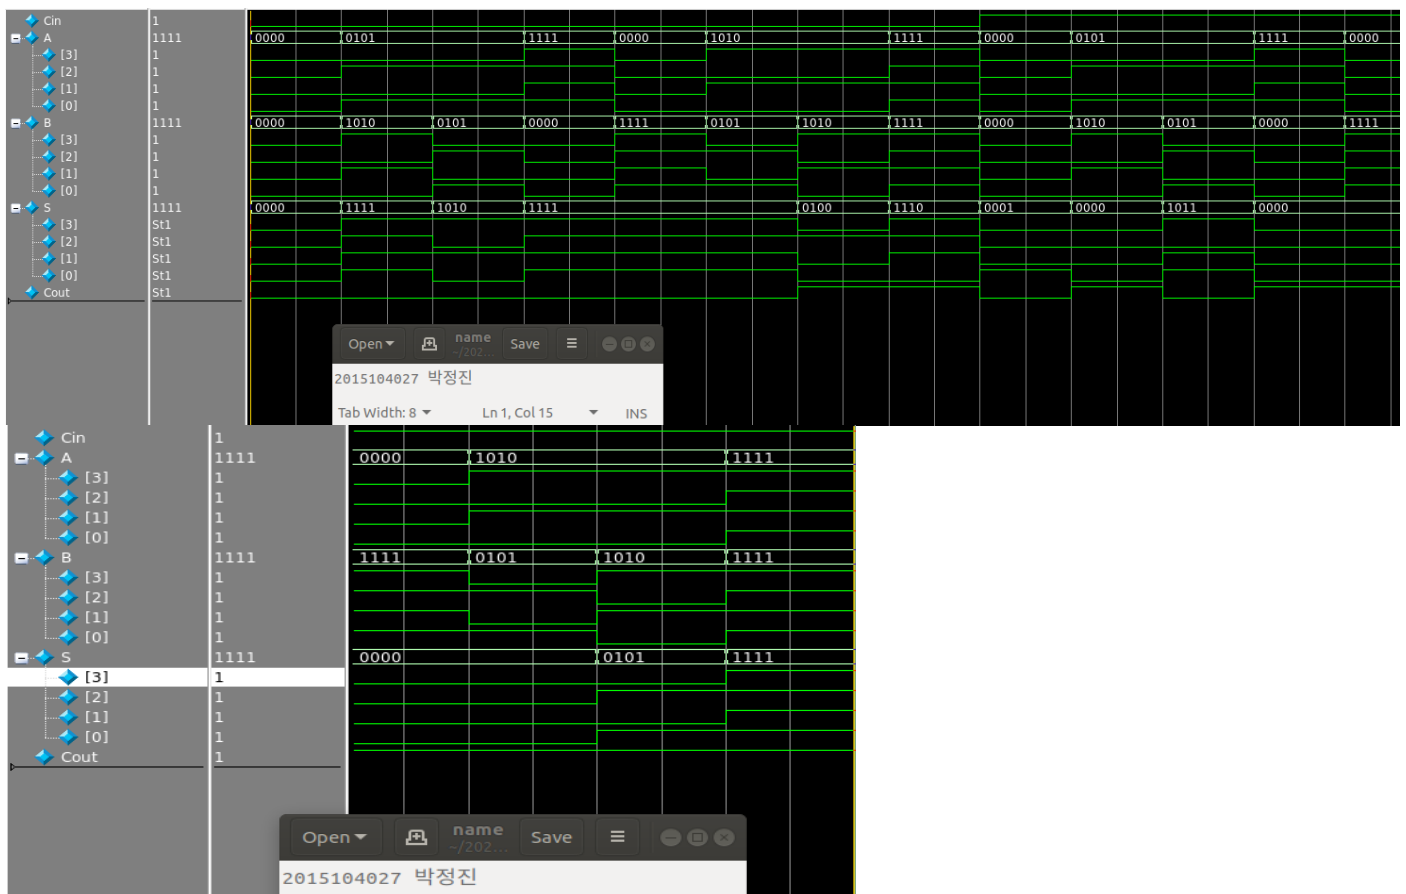 Cin 1
A 1111 0000 0101 1111 0000 1010 1111 0000 0101 1111 0000
[3] 1
[2] 1
[1] 1
[0] 1
B 1111 0000 1010 0101 0000 1111 0101 1010 1111 0000 1010 0101 0000 1111
[3] 1
[2] 1
[1] 1
[0] 1
S 1111 0000 1111 1010 1111 0100 1110 0001 0000 1011 0000
[3] St1
[2] St1
[1] St1
[0] St1
Cout St1
Open name Save
~/202...
2015104027 박정진
Tab Width: 8 Ln 1, Col 15 INS
Cin 1
A 1111 0000 1010 1111
[3] 1
[2] 1
[1] 1
[0] 1
B 1111 1111 0101 1010 1111
[3] 1
[2] 1
[1] 1
[0] 1
S 1111 0000 0101 1111
[3] 1
[2] 1
[1] 1
[0] 1
Cout 1
Open name Save
~/202...
2015104027 박정진